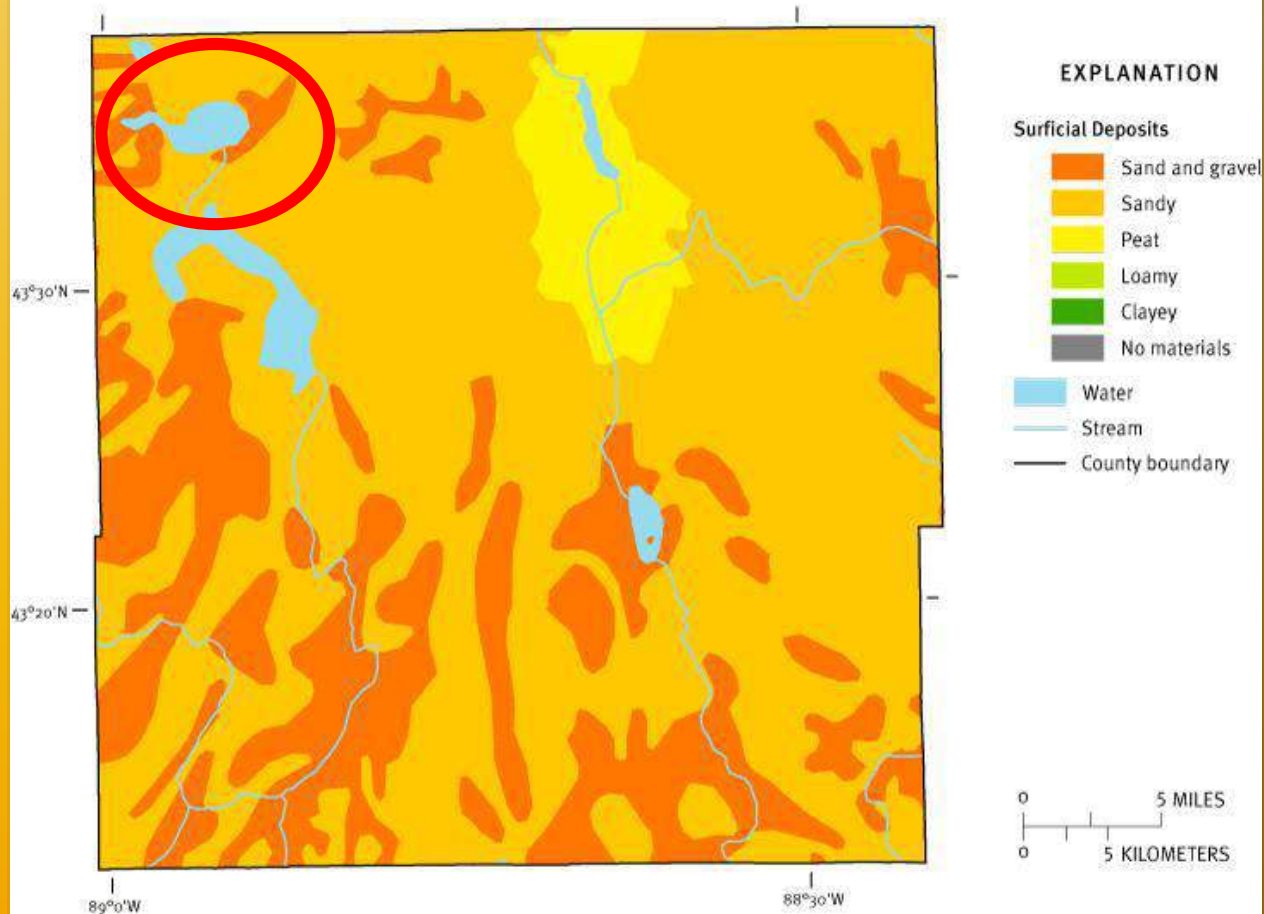 EXPLANATION
Surficial Deposits
Sand and gravel
Sandy
Peat
Loamy
Clayey
No materials
Water
Stream
County boundary
43°30'N
43°20'N
89°0'W
88°30'W
0 5 MILES
0 5 KILOMETERS